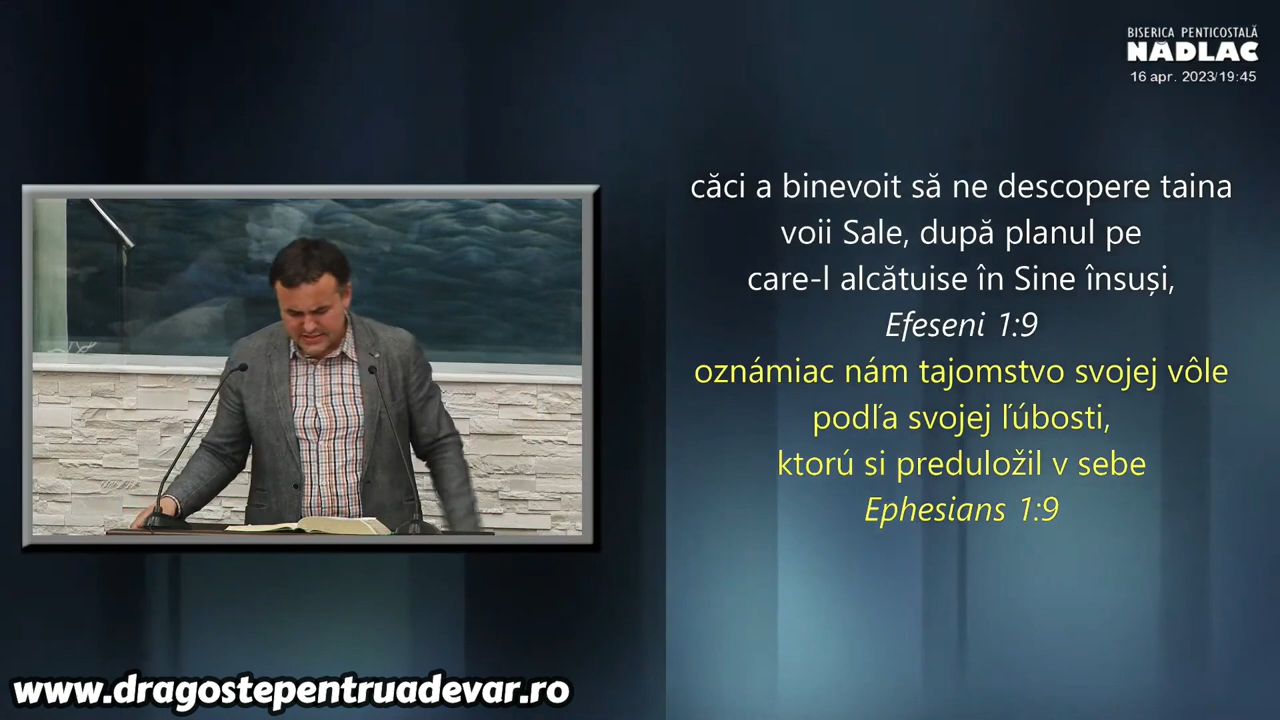 BISERICA PENTICOSTALĂ
NĂDLAC
16 apr. 2023/19:45
căci a binevoit să ne descopere taina
voii Sale, după planul pe
care-l alcătuise în Sine însuși,
Efeseni 1:9
oznámiac nám tajomstvo svojej vôle
podľa svojej ľúbosti,
ktorú si preduložil v sebe
Ephesians 1:9
www.dragostepentruadevar.ro